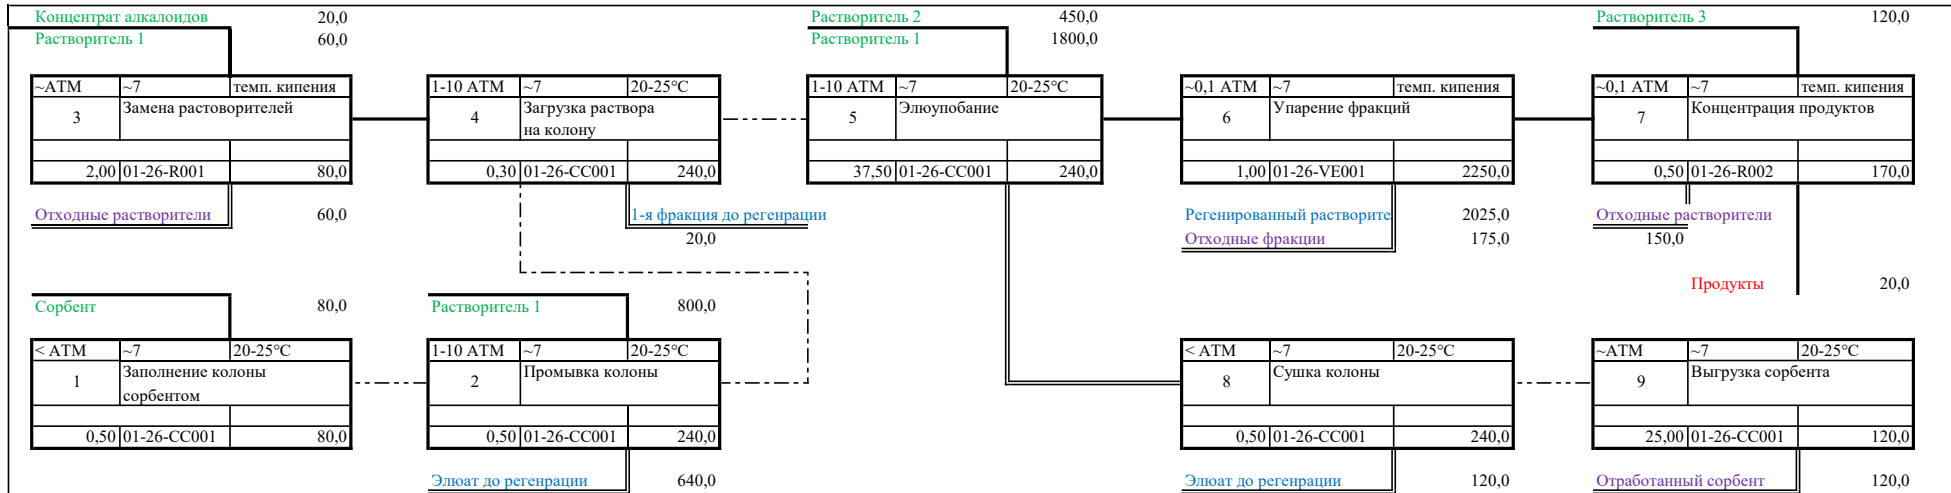 Концентрат алкалоидов 20,0
Растворитель 1 60,0
Растворитель 2 450,0
Растворитель 1 1800,0
Растворитель 3 120,0
~АТМ ~7 темп. кипения
3 Замена растоворителей
2,00 01-26-R001 80,0
Отходные растворители 60,0
1-10 АТМ ~7 20-25°C
4 Загрузка раствора
на колону
0,30 01-26-CC001 240,0
1-я фракция до регенрации
20,0
1-10 АТМ ~7 20-25°C
5 Элюупобание
37,50 01-26-CC001 240,0
~0,1 АТМ ~7 темп. кипения
6 Упарение фракций
1,00 01-26-VE001 2250,0
Регенированный растворите 2025,0
Отходные фракции 175,0
~0,1 АТМ ~7 темп. кипения
7 Концентрация продуктов
0,50 01-26-R002 170,0
Отходные растворители
150,0
Продукты 20,0
Сорбент 80,0
< АТМ ~7 20-25°C
1 Заполнение колоны
сорбентом
0,50 01-26-CC001 80,0
Растворитель 1 800,0
1-10 АТМ ~7 20-25°C
2 Промывка колоны
0,50 01-26-CC001 240,0
Элюат до регенрации 640,0
< АТМ ~7 20-25°C
8 Сушка колоны
0,50 01-26-CC001 240,0
Элюат до регенрации 120,0
~АТМ ~7 20-25°C
9 Выгрузка сорбента
25,00 01-26-CC001 120,0
Отработанный сорбент 120,0